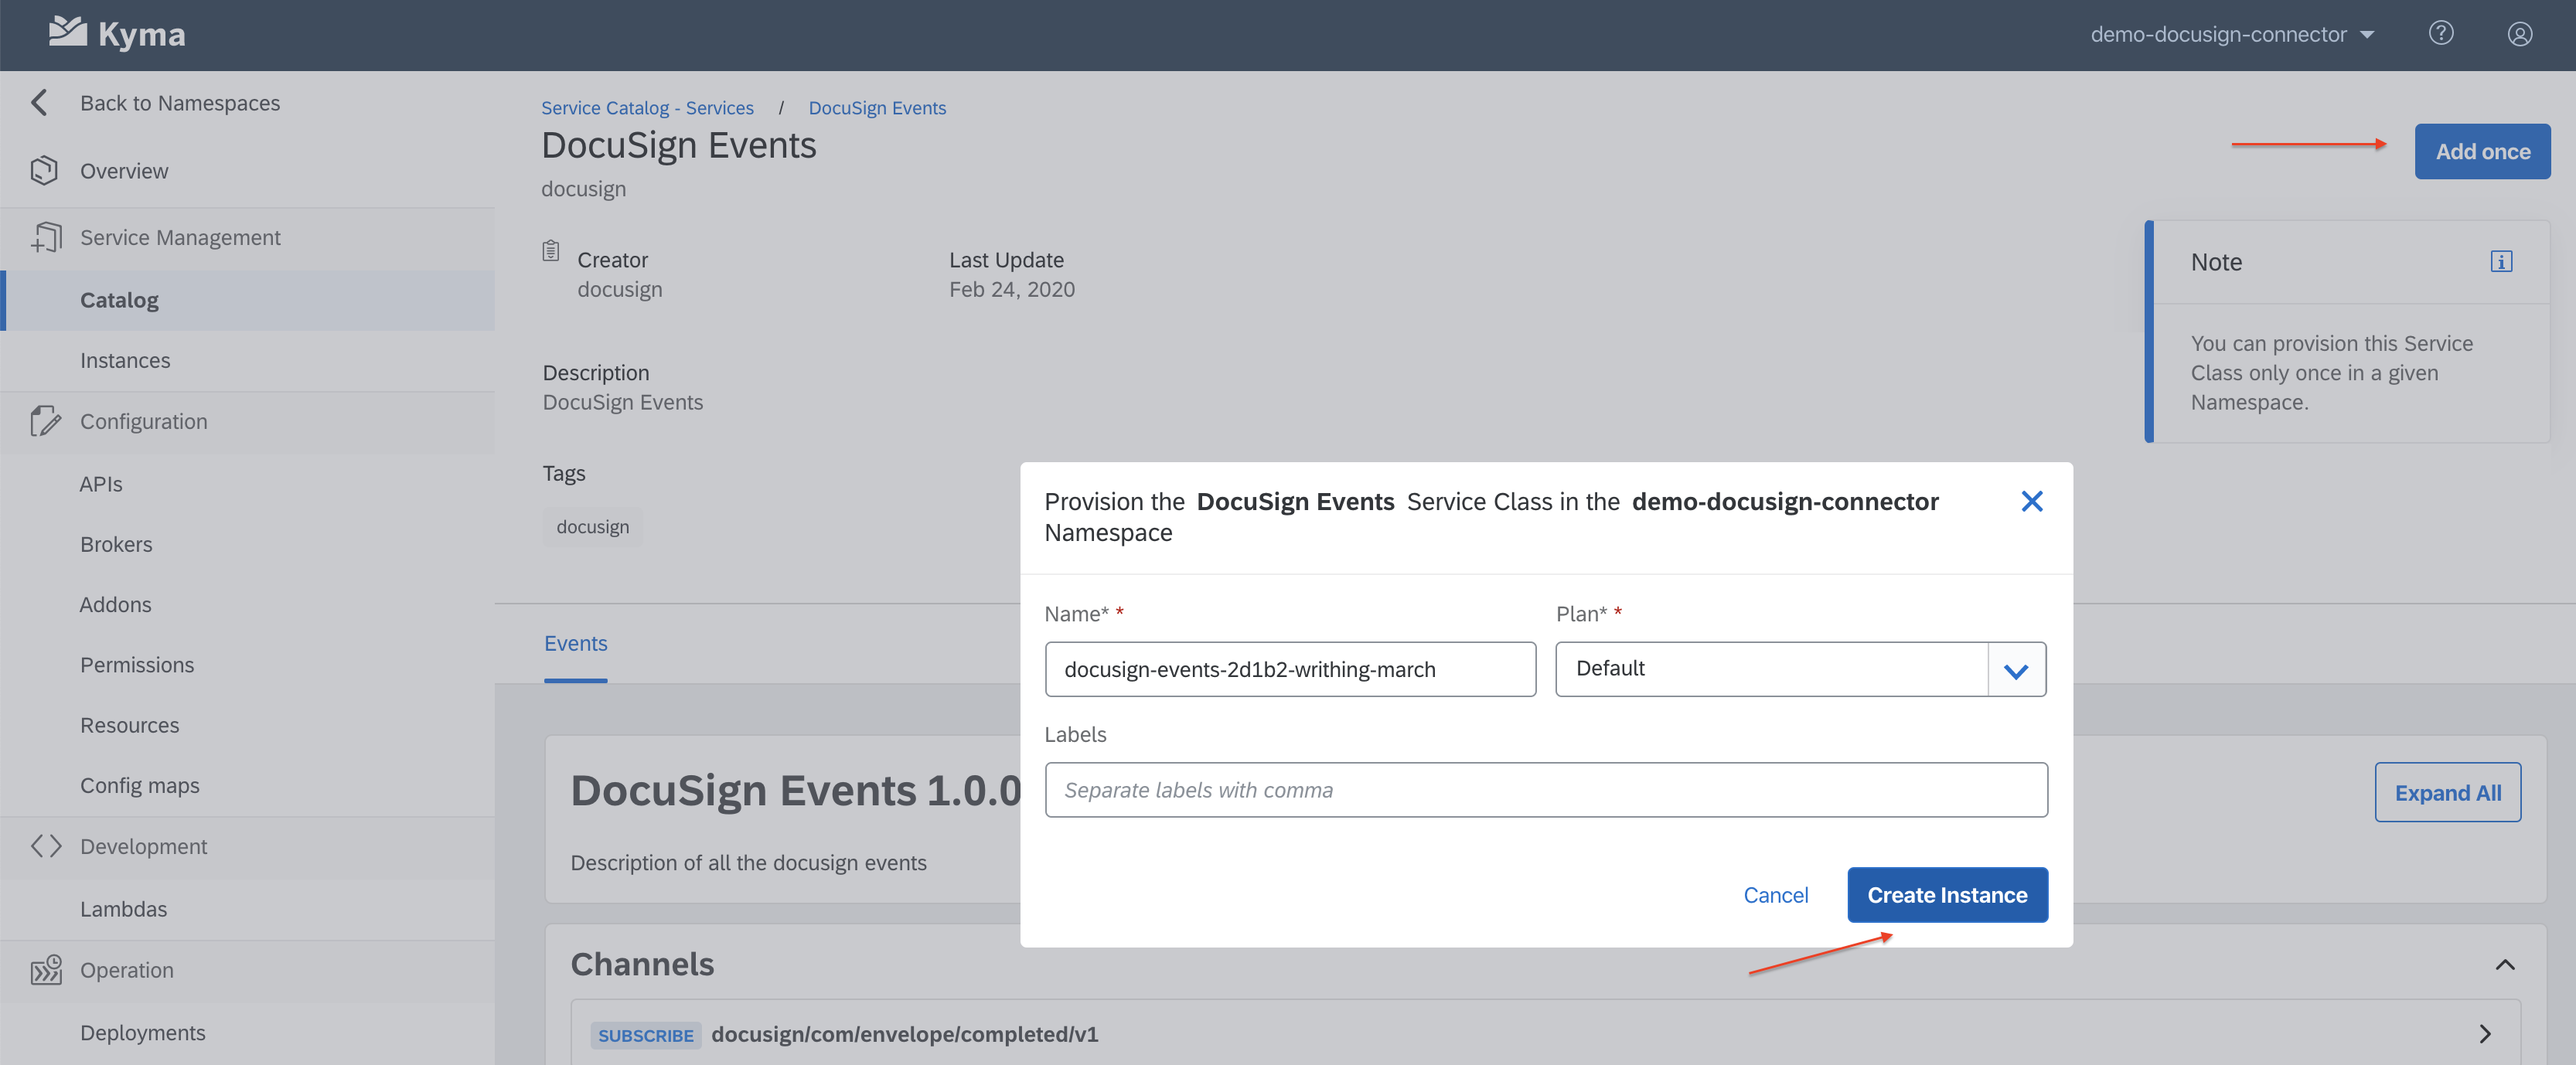 Kyma
demo-docusign-connector
Back to Namespaces
Overview
Service Management
Catalog
Instances
Configuration
APIs
Brokers
Addons
Permissions
Resources
Config maps
Development
Lambdas
Operation
Deployments
Service Catalog - Services / DocuSign Events
DocuSign Events
docusign
Add once
Creator
docusign
Last Update
Feb 24, 2020
Description
DocuSign Events
Tags
docusign
Note
You can provision this Service
Class only once in a given
Namespace.
Provision the DocuSign Events Service Class in the demo-docusign-connector
Namespace
Name* *
docusign-events-2d1b2-writhing-march
Plan* *
Default
Labels
Separate labels with comma
Cancel
Create Instance
Events
DocuSign Events 1.0.0
Expand All
Description of all the docusign events
Channels
SUBSCRIBE docusign/com/envelope/completed/v1